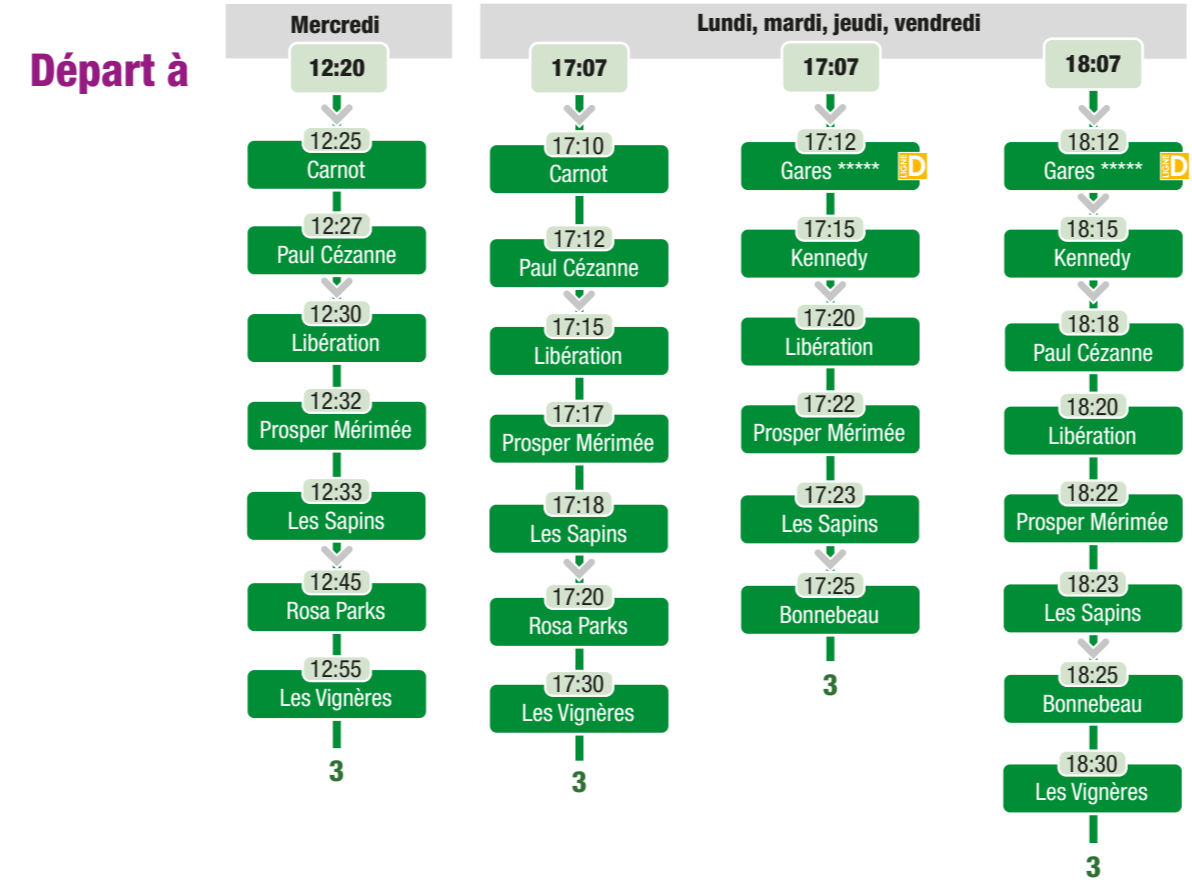 Mercredi
Lundi, mardi, jeudi, vendredi
Départ à
12:20
12:25
Carnot
12:27
Paul Cézanne
12:30
Libération
12:32
Prosper Mérimée
12:33
Les Sapins
12:45
Rosa Parks
12:55
Les Vignères
3
17:07
17:10
Carnot
17:12
Paul Cézanne
17:15
Libération
17:17
Prosper Mérimée
17:18
Les Sapins
17:20
Rosa Parks
17:30
Les Vignères
3
17:07
17:12
Gares *****
LIGNE D
17:15
Kennedy
17:20
Libération
17:22
Prosper Mérimée
17:23
Les Sapins
17:25
Bonnebeau
3
18:07
18:12
Gares *****
LIGNE D
18:15
Kennedy
18:18
Paul Cézanne
18:20
Libération
18:22
Prosper Mérimée
18:23
Les Sapins
18:25
Bonnebeau
18:30
Les Vignères
3